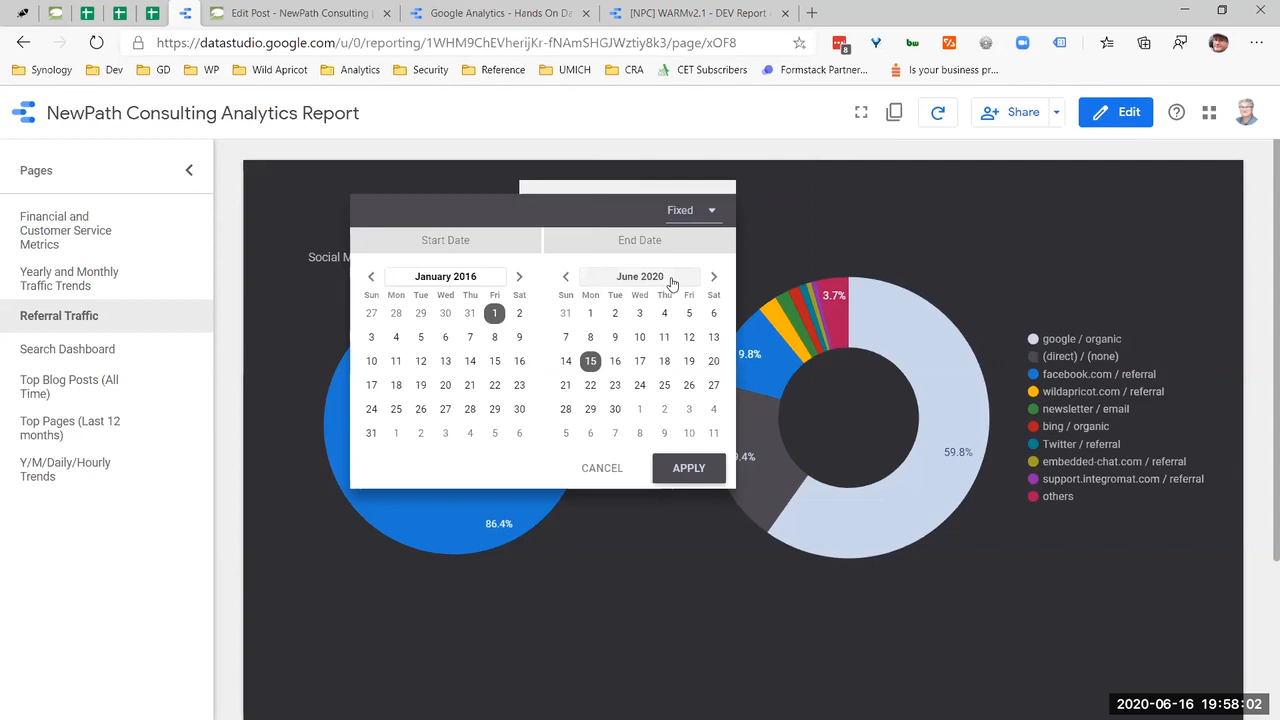 Edit Post - NewPath Consulting |
Google Analytics - Hands On Da
[NPC] WARMv2.1 - DEV Report -
https://datastudio.google.com/u/0/reporting/1WHM9ChEVherijKr-fNAmSHGJWztiy8k3/page/xOF8
8
bw
Synology
Dev
GD
WP
Wild Apricot
Analytics
Security
Reference
UMICH
CRA
CET Subscribers
Formstack Partner...
Is your business pr...
NewPath Consulting Analytics Report
Share
Edit
Pages
Financial and
Customer Service
Metrics
Yearly and Monthly
Traffic Trends
Referral Traffic
Search Dashboard
Top Blog Posts (All
Time)
Top Pages (Last 12
months)
Y/M/Daily/Hourly
Trends
Social M
Fixed
Start Date
End Date
January 2016
Sun Mon Tue Wed Thu Fri Sat
27 28 29 30 31 1 2
3 4 5 6 7 8 9
10 11 12 13 14 15 16
17 18 19 20 21 22 23
24 25 26 27 28 29 30
31 1 2 3 4 5 6
June 2020
Sun Mon Tue Wed Thu Fri Sat
31 1 2 3 4 5 6
7 8 9 10 11 12 13
14 15 16 17 18 19 20
21 22 23 24 25 26 27
28 29 30 1 2 3 4
5 6 7 8 9 10 11
CANCEL
APPLY
86.4%
3.7%
9.8%
9.4%
59.8%
google / organic
(direct) / (none)
facebook.com / referral
wildapricot.com / referral
newsletter / email
bing / organic
Twitter / referral
embedded-chat.com / referral
support.integromat.com / referral
others
2020-06-16 19:58:02